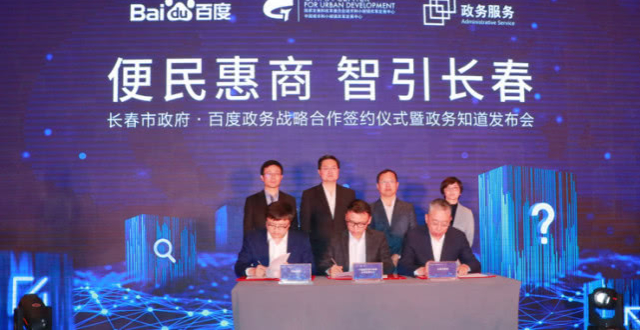 Baidu百度
FOR URBAN DEVELOPMENT
政务服务
Administrative Service
便民惠商 智引长春
长春市政府·百度政务战略合作签约仪式暨政务知道发布会
?